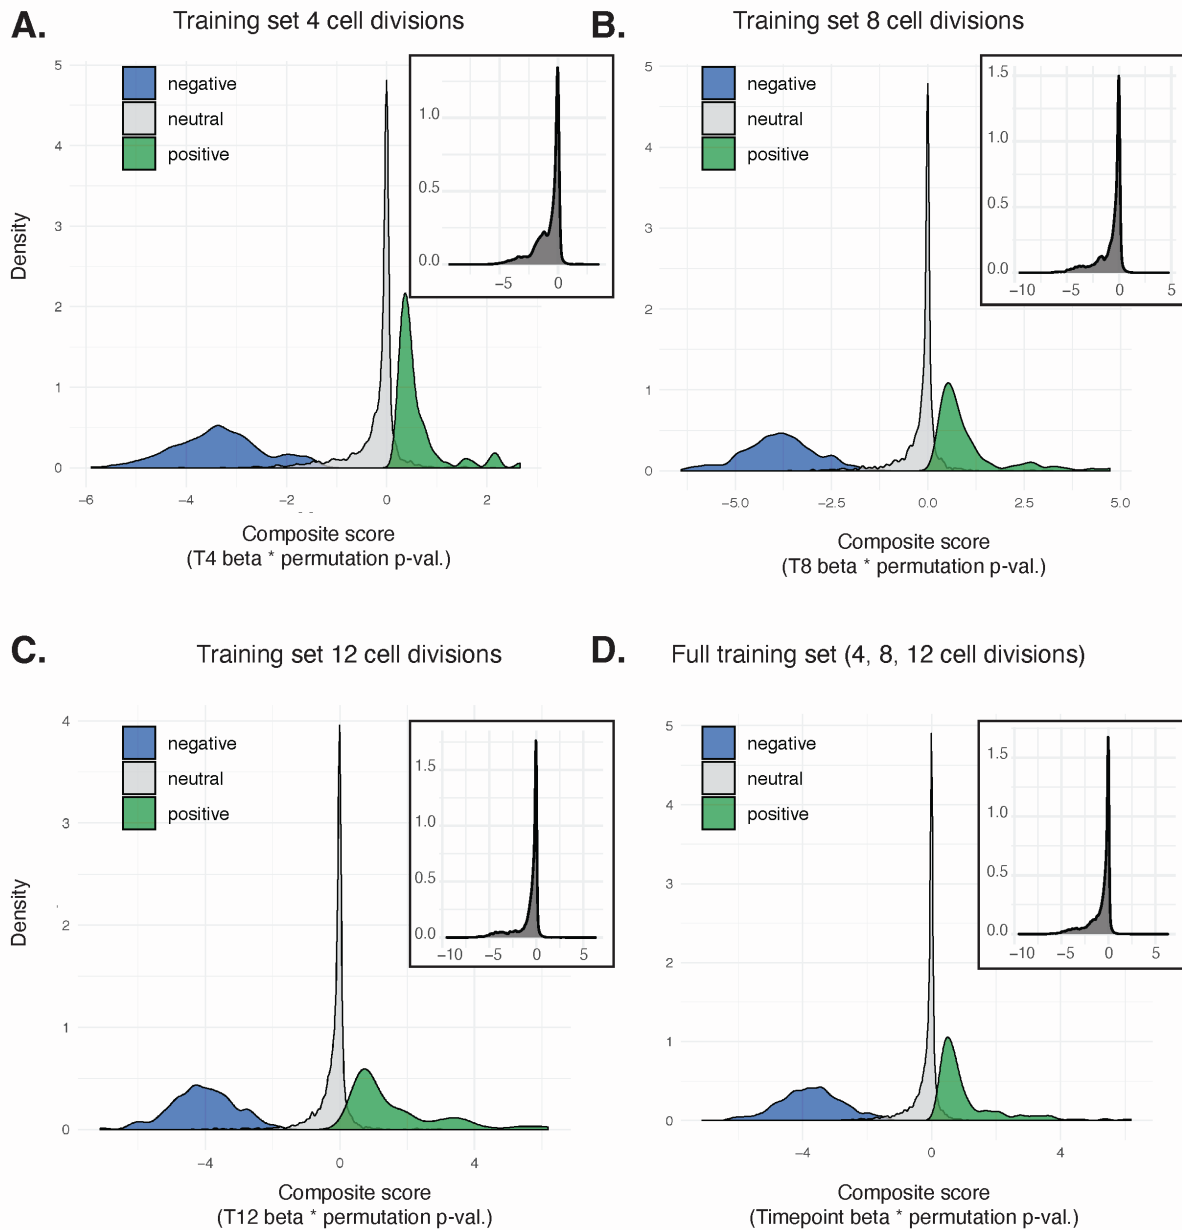 A.
Training set 4 cell divisions
negative
neutral
positive
Density
5
4
3
2
1
0
−6
−4
−2
0
2
1.0
0.5
0.0
−5
0
Composite score
(T4 beta * permutation p-val.)
B.
Training set 8 cell divisions
negative
neutral
positive
5
4
3
2
1
0
−5.0
−2.5
0.0
2.5
5.0
1.5
1.0
0.5
0.0
−10
−5
0
5
Composite score
(T8 beta * permutation p-val.)
C.
Training set 12 cell divisions
negative
neutral
positive
Density
4
3
2
1
0
−4
0
4
1.5
1.0
0.5
0.0
−10
−5
0
5
Composite score
(T12 beta * permutation p-val.)
D.
Full training set (4, 8, 12 cell divisions)
negative
neutral
positive
5
4
3
2
1
0
−4
0
4
1.5
1.0
0.5
0.0
−10
−5
0
5
Composite score
(Timepoint beta * permutation p-val.)